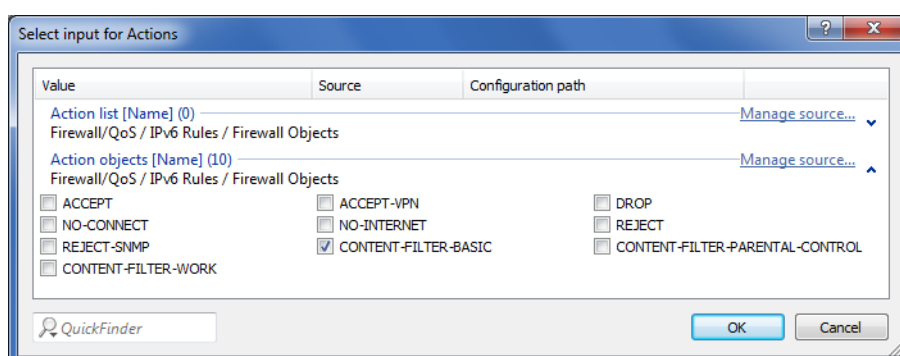 Select input for Actions
Value Source Configuration path
Action list [Name] (0) Manage source...
Firewall/QoS / IPv6 Rules / Firewall Objects
Action objects [Name] (10) Manage source...
Firewall/QoS / IPv6 Rules / Firewall Objects
ACCEPT ACCEPT-VPN DROP
NO-CONNECT NO-INTERNET REJECT
REJECT-SNMP CONTENT-FILTER-BASIC CONTENT-FILTER-PARENTAL-CONTROL
CONTENT-FILTER-WORK
QuickFinder OK Cancel